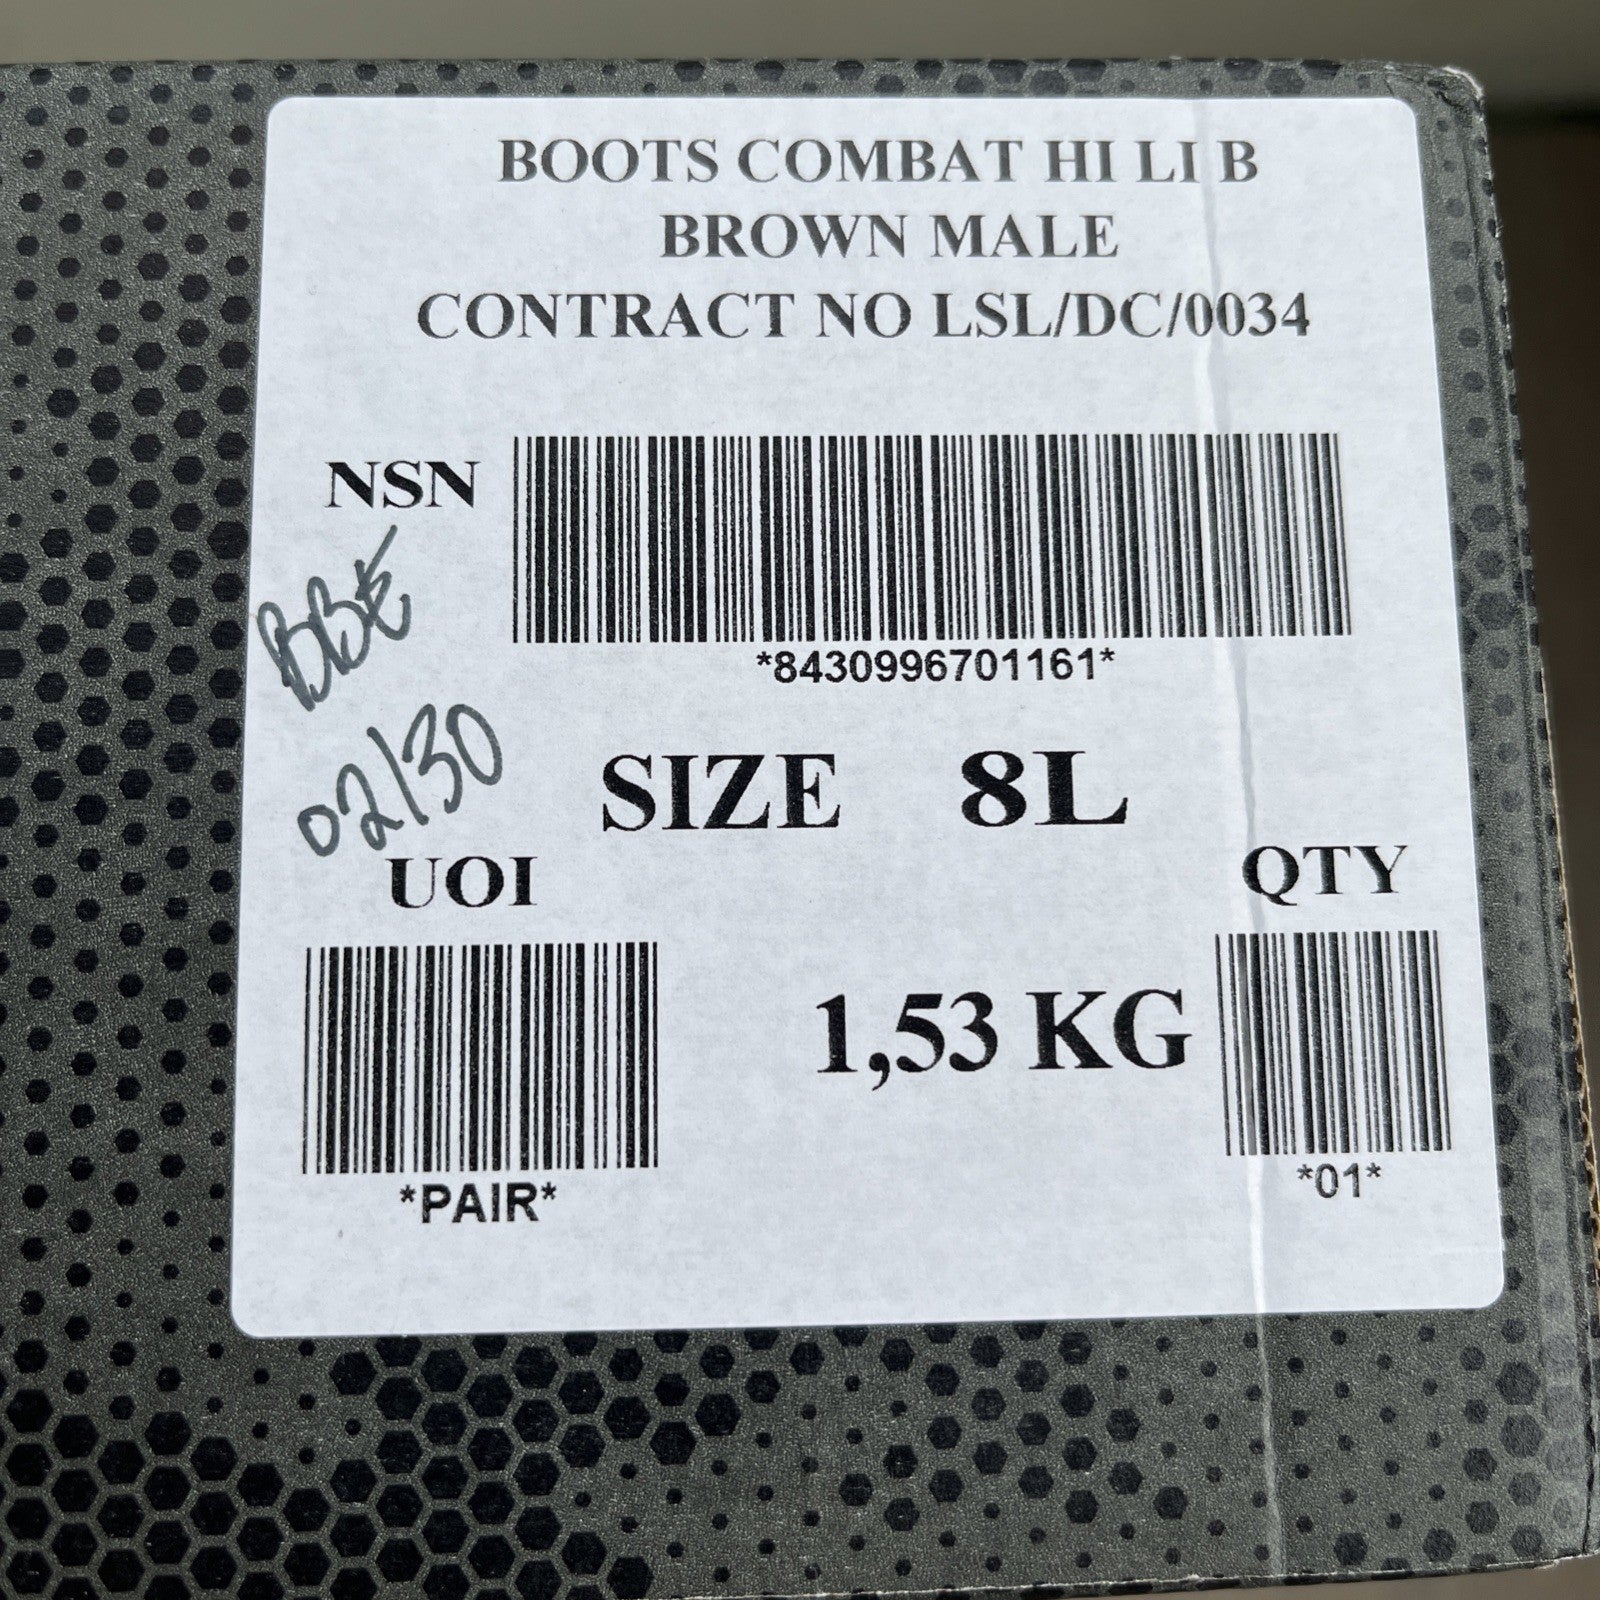 BOOTS COMBAT HI LI B
BROWN MALE
CONTRACT NO LSL/DC/0034
NSN
*8430996701161*
BBE
02/30
SIZE 8L
UOI
QTY
1,53 KG
*PAIR*
*01*